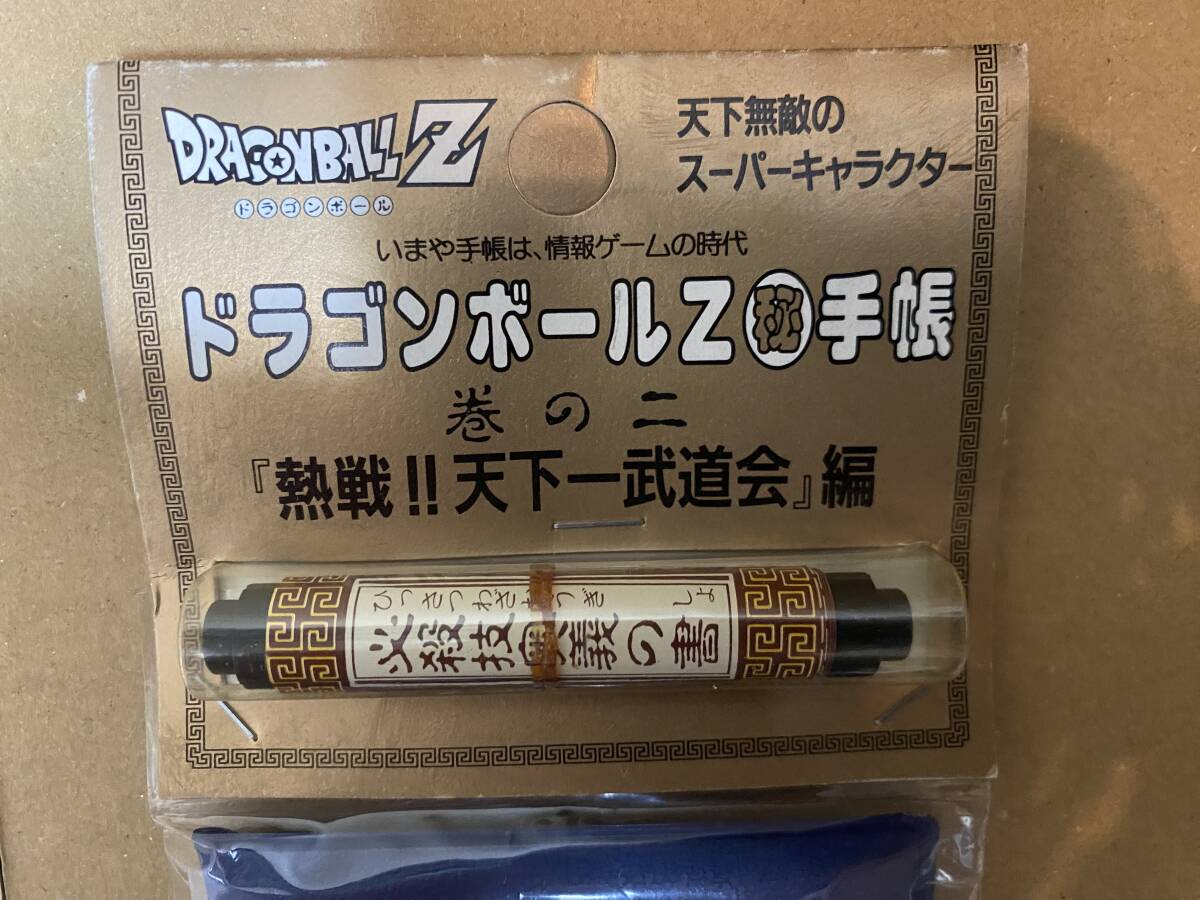 DRAGONBALL Z
ドラゴンボール
天下無敵の
スーパーキャラクター
いまや手帳は、情報ゲームの時代
ドラゴンボールZ㊙手帳
巻の二
『熱戦!!天下一武道会』編
ひっさつわざおうぎ しょ
必殺技奥義の書